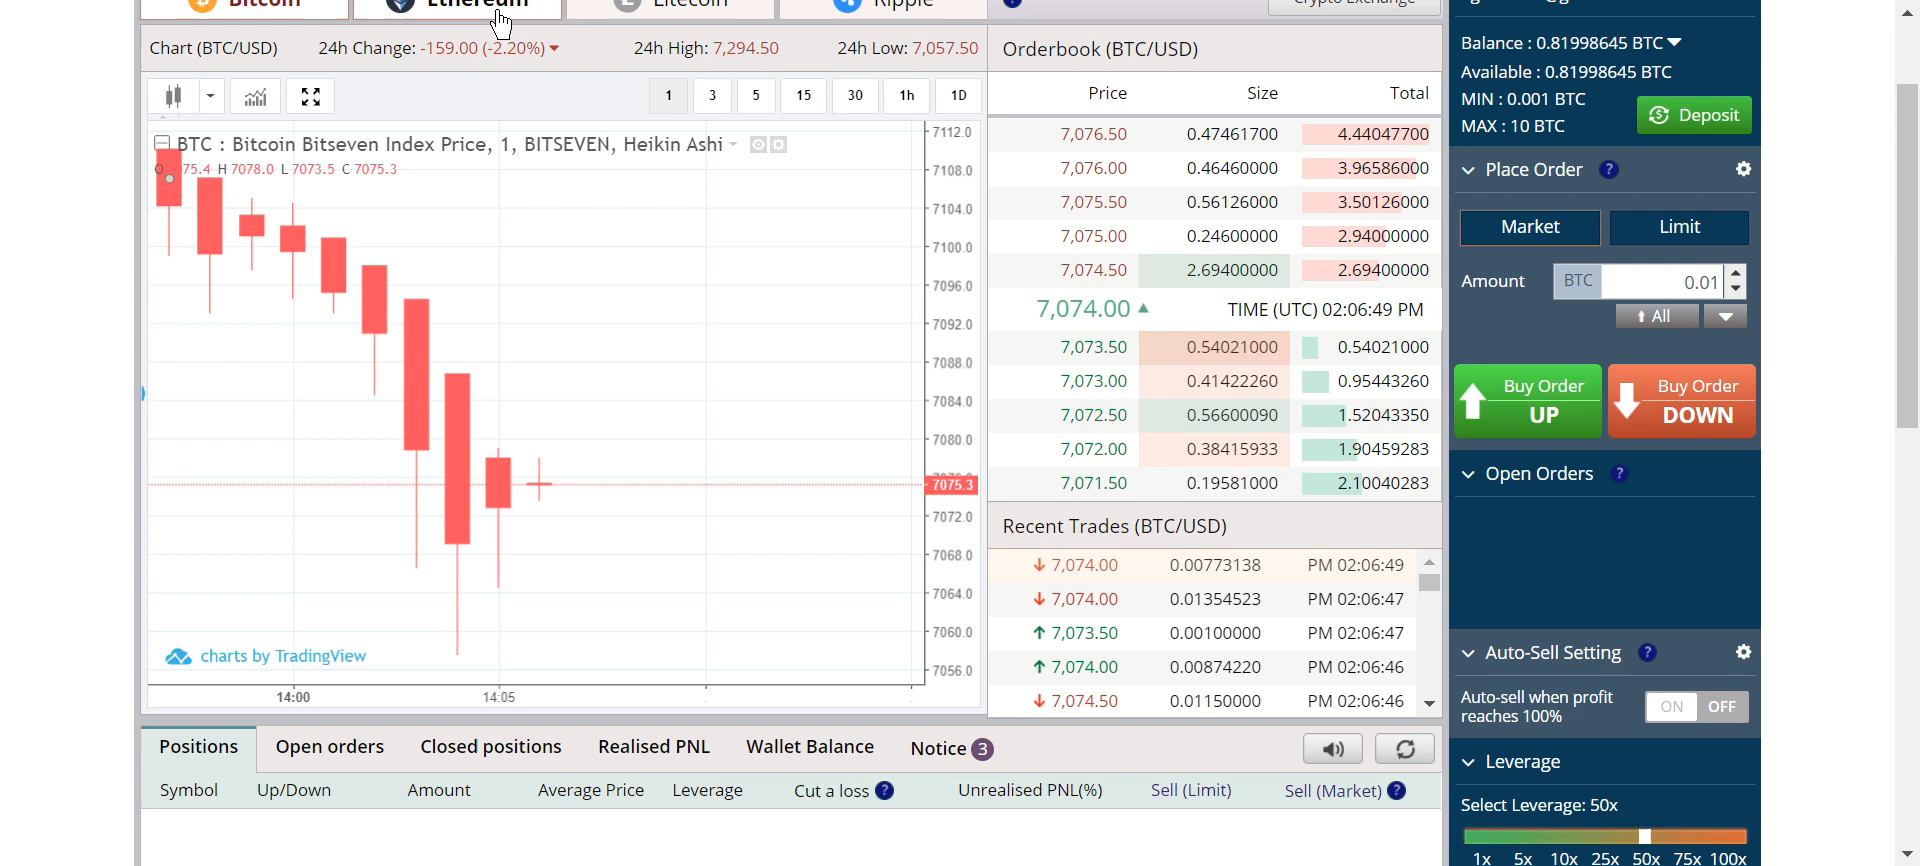 Bitcoin Ethereum Litecoin Ripple Crypto Exchange
Chart (BTC/USD) 24h Change: -159.00 (-2.20%) 24h High: 7,294.50 24h Low: 7,057.50
1 3 5 15 30 1h 1D
BTC : Bitcoin Bitseven Index Price, 1, BITSEVEN, Heikin Ashi
75.4 H 7078.0 L 7073.5 C 7075.3
7112.0
7108.0
7104.0
7100.0
7096.0
7092.0
7088.0
7084.0
7080.0
7075.3
7072.0
7068.0
7064.0
7060.0
7056.0
charts by TradingView
14:00 14:05
Orderbook (BTC/USD)
Price Size Total
7,076.50 0.47461700 4.44047700
7,076.00 0.46460000 3.96586000
7,075.50 0.56126000 3.50126000
7,075.00 0.24600000 2.94000000
7,074.50 2.69400000 2.69400000
7,074.00 TIME (UTC) 02:06:49 PM
7,073.50 0.54021000 0.54021000
7,073.00 0.41422260 0.95443260
7,072.50 0.56600090 1.52043350
7,072.00 0.38415933 1.90459283
7,071.50 0.19581000 2.10040283
Recent Trades (BTC/USD)
7,074.00 0.00773138 PM 02:06:49
7,074.00 0.01354523 PM 02:06:47
7,073.50 0.00100000 PM 02:06:47
7,074.00 0.00874220 PM 02:06:46
7,074.50 0.01150000 PM 02:06:46
Balance : 0.81998645 BTC
Available : 0.81998645 BTC
MIN : 0.001 BTC
MAX : 10 BTC
Deposit
Place Order ?
Market Limit
Amount BTC 0.01
All
Buy Order UP
Buy Order DOWN
Open Orders ?
Auto-Sell Setting ?
Auto-sell when profit
reaches 100%
ON OFF
Leverage
Select Leverage: 50x
1x 5x 10x 25x 50x 75x 100x
Positions Open orders Closed positions Realised PNL Wallet Balance Notice 3
Symbol Up/Down Amount Average Price Leverage Cut a loss ? Unrealised PNL(%) Sell (Limit) Sell (Market) ?